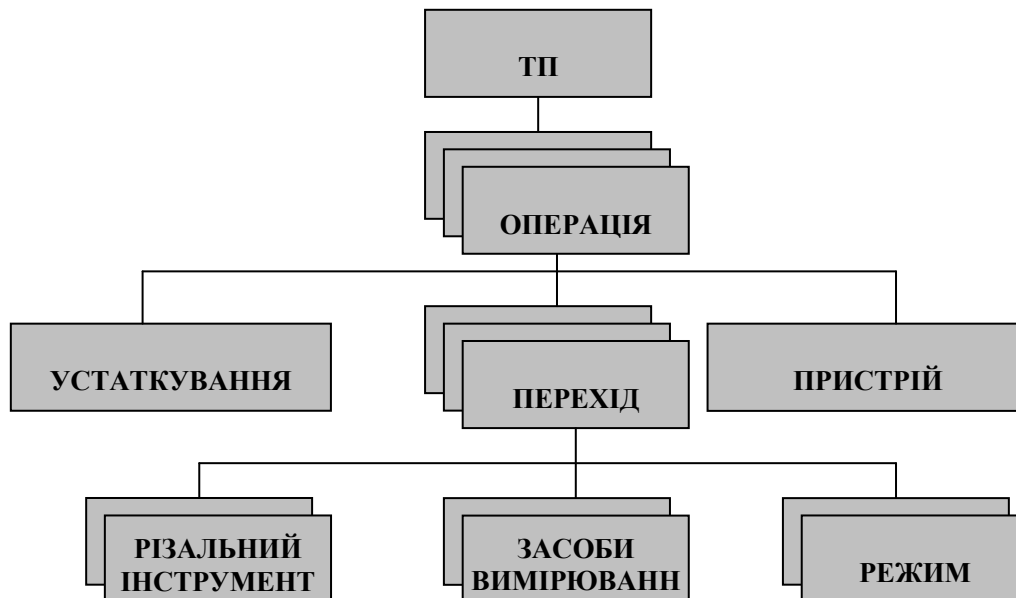 ТП
ОПЕРАЦІЯ
УСТАТКУВАННЯ
ПЕРЕХІД
ПРИСТРІЙ
РІЗАЛЬНИЙ
ІНСТРУМЕНТ
ЗАСОБИ
ВИМІРЮВАНН
РЕЖИМ